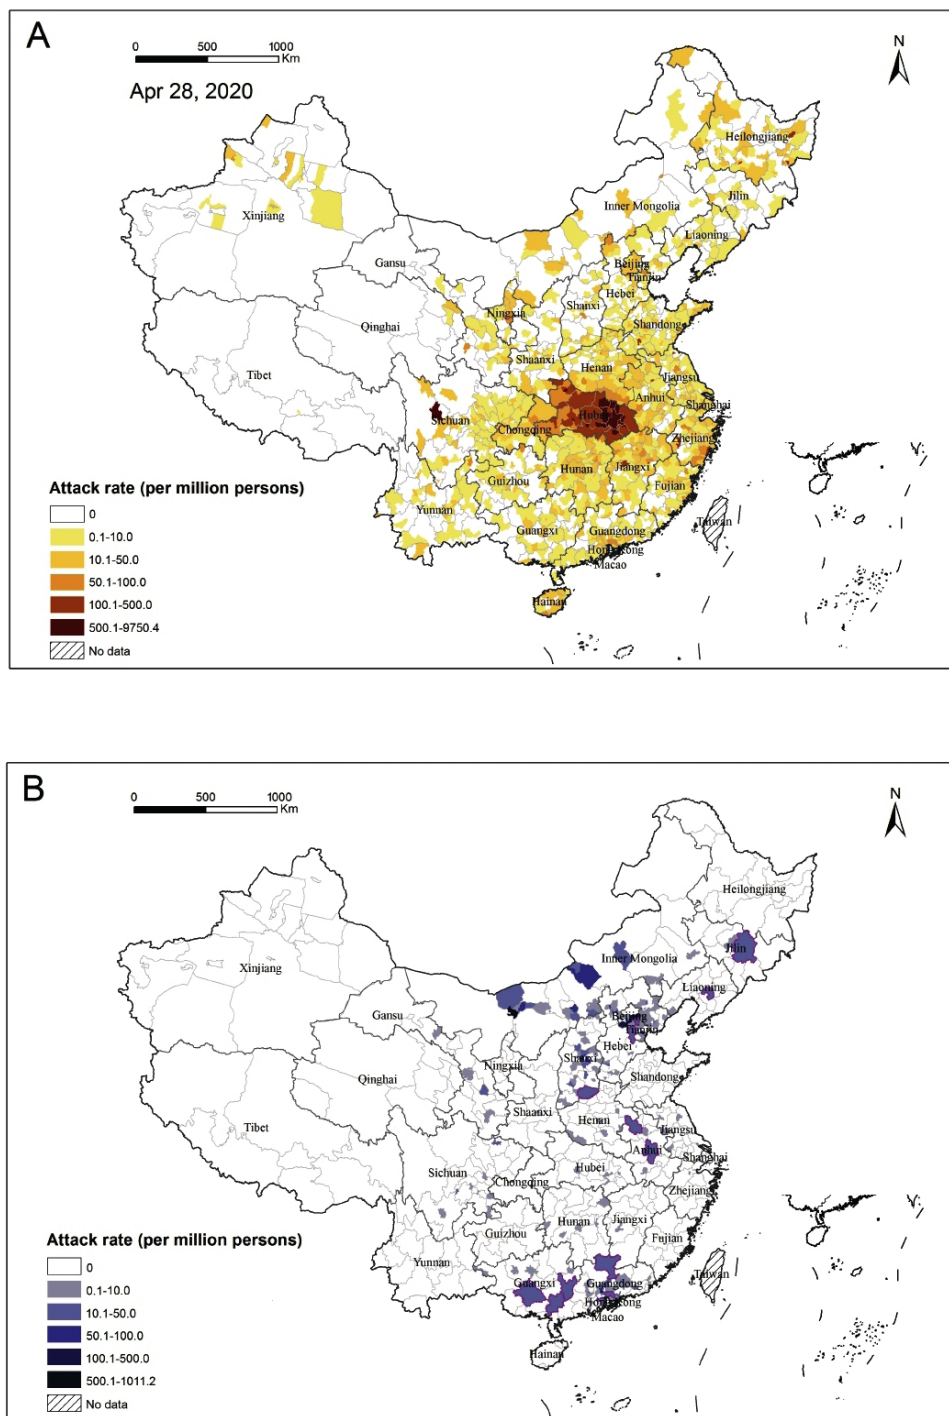 A
0 500 1000
Km
N
Apr 28, 2020
Heilongjiang
Jilin
Inner Mongolia
Liaoning
Xinjiang
Gansu
Beijing
Tianjin
Hebei
Shanxi
Ningxia
Qinghai
Shandong
Shaanxi
Henan
Tibet
Jiangsu
Anhui
Shanghai
Hubei
Sichuan
Chongqing
Zhejiang
Hunan
Jiangxi
Guizhou
Fujian
Attack rate (per million persons)
0
0.1-10.0
10.1-50.0
50.1-100.0
100.1-500.0
500.1-9750.4
No data
Yunnan
Guangxi
Guangdong
Taiwan
Hong Kong
Macao
Hainan
B
0 500 1000
Km
N
Heilongjiang
Jilin
Inner Mongolia
Xinjiang
Liaoning
Gansu
Beijing
Tianjin
Hebei
Shanxi
Ningxia
Qinghai
Shandong
Shaanxi
Henan
Tibet
Jiangsu
Anhui
Shanghai
Hubei
Sichuan
Chongqing
Zhejiang
Hunan
Jiangxi
Guizhou
Fujian
Attack rate (per million persons)
0
0.1-10.0
10.1-50.0
50.1-100.0
100.1-500.0
500.1-1011.2
No data
Yunnan
Guangxi
Guangdong
Taiwan
Hong Kong
Macao
Hainan